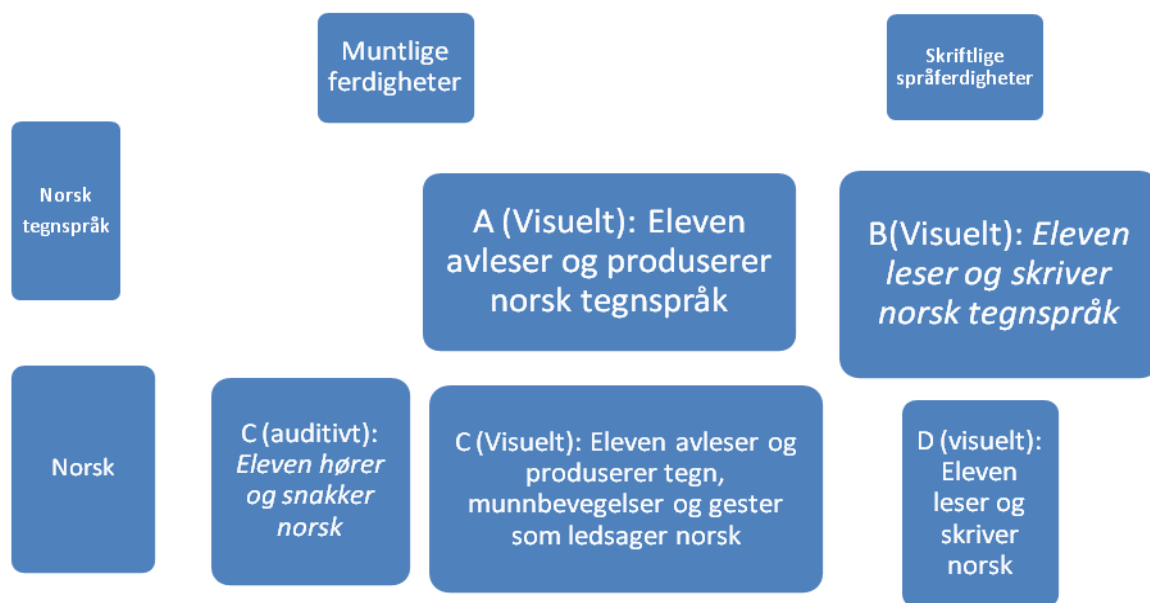 Muntlige
ferdigheter
Skriftlige
språferdigheter
Norsk
tegnspråk
A (Visuelt): Eleven
avleser og produserer
norsk tegnspråk
B(Visuelt): Eleven
leser og skriver
norsk tegnspråk
Norsk
C (auditivt):
Eleven hører
og snakker
norsk
C (Visuelt): Eleven avleser og
produserer tegn,
munnbevegelser og gester
som ledsager norsk
D (visuelt):
Eleven
leser og
skriver
norsk